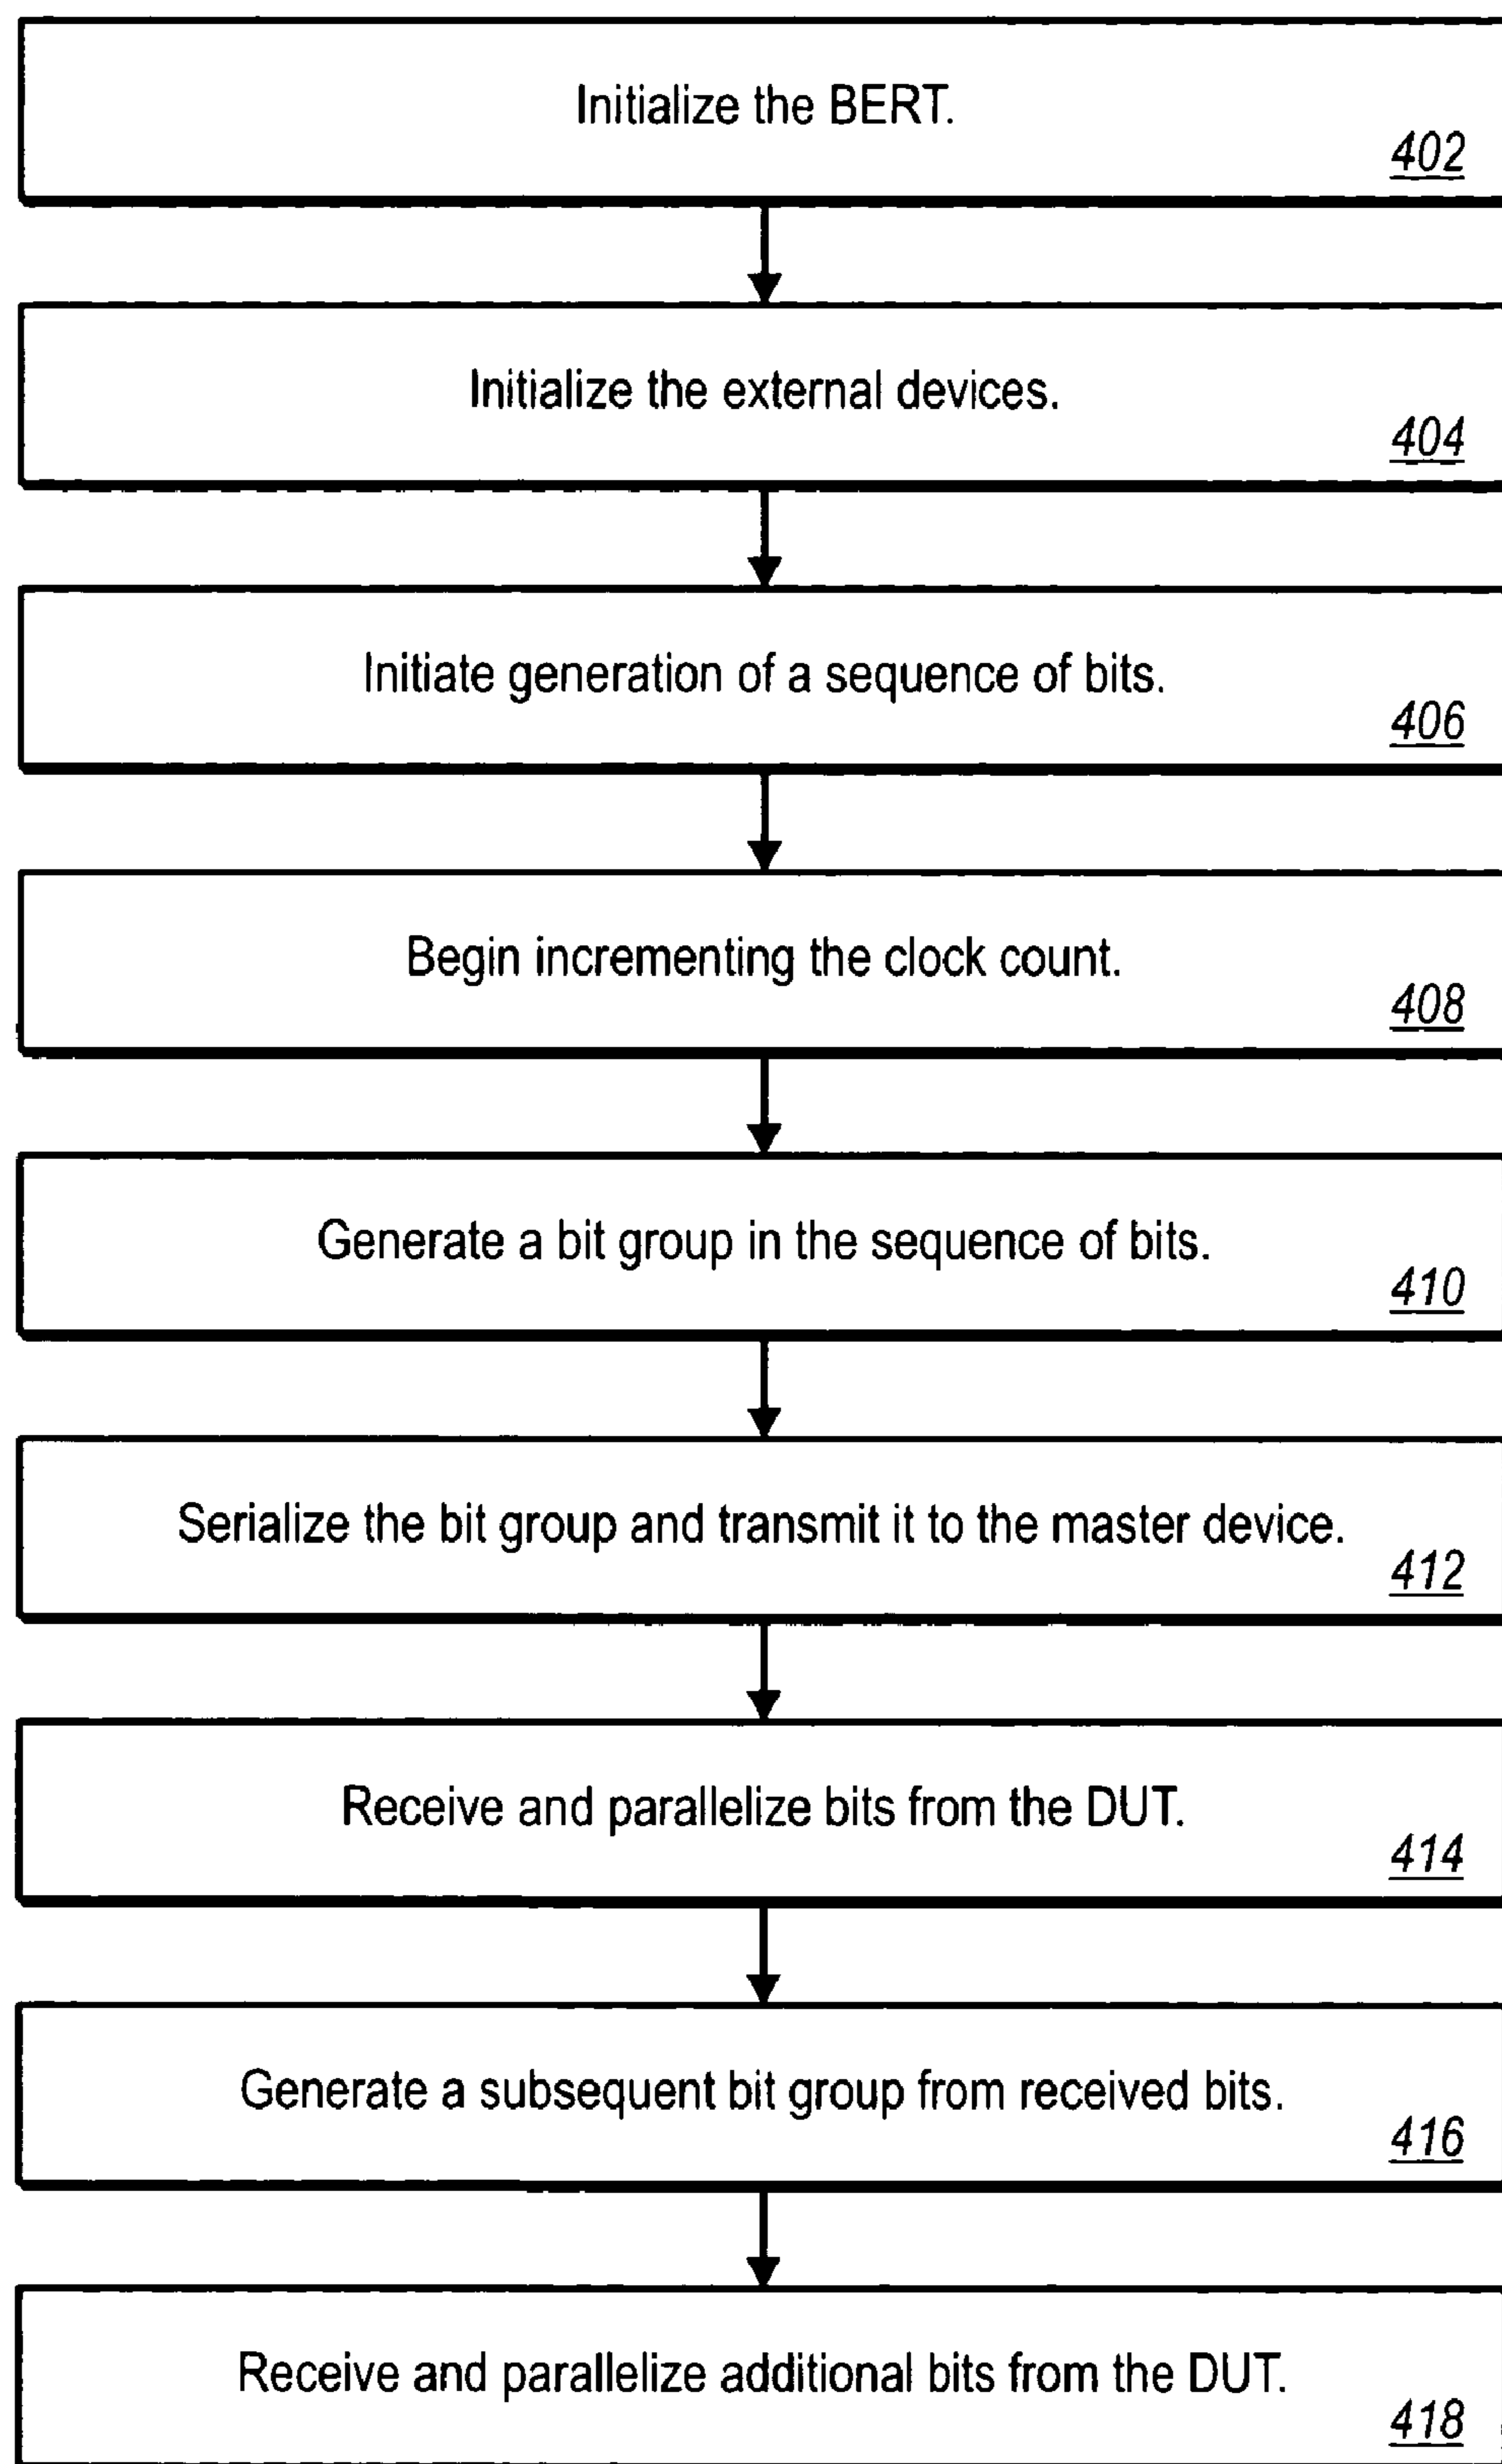 Initialize the BERT.
402
Initialize the external devices.
404
Initiate generation of a sequence of bits.
406
Begin incrementing the clock count.
408
Generate a bit group in the sequence of bits.
410
Serialize the bit group and transmit it to the master device.
412
Receive and parallelize bits from the DUT.
414
Generate a subsequent bit group from received bits.
416
Receive and parallelize additional bits from the DUT.
418